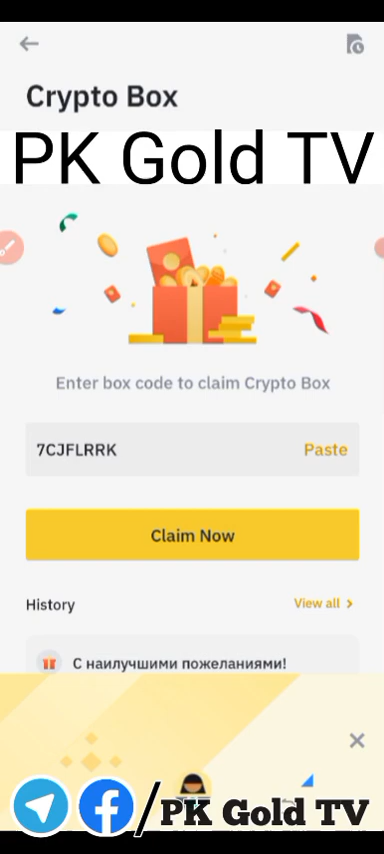 Crypto Box
PK Gold TV
Enter box code to claim Crypto Box
7CJFLRRK Paste
Claim Now
History View all >
С наилучшими пожеланиями!
/PK Gold TV